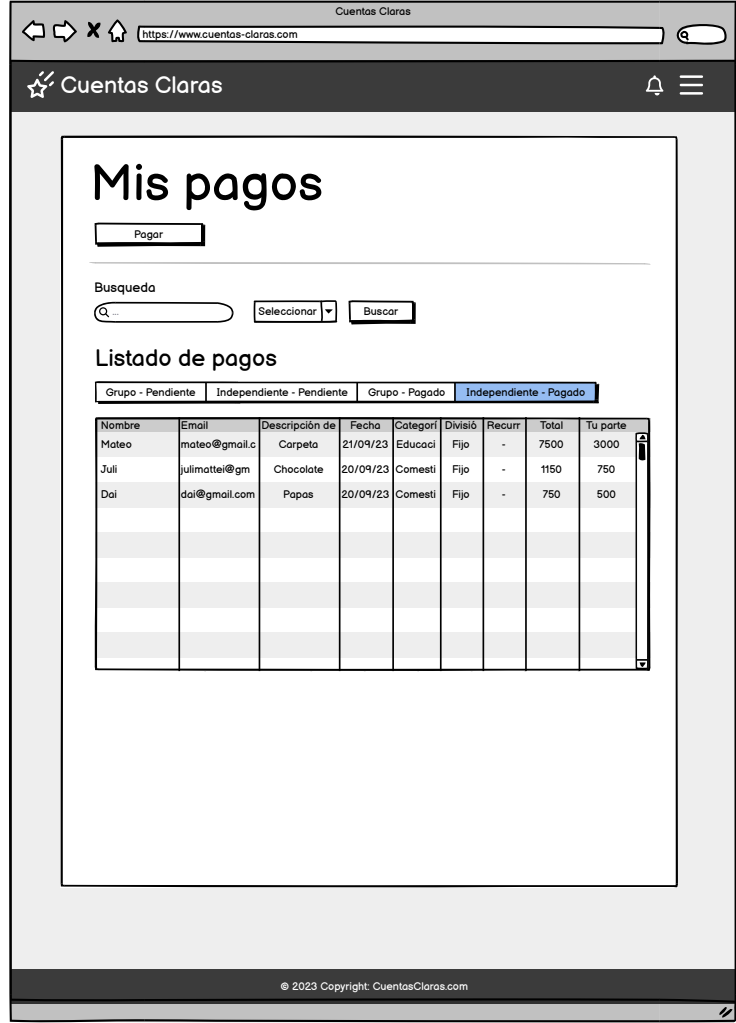 Cuentas Claras
https://www.cuentas-claras.com
Cuentas Claras
Mis pagos
Pagar
Busqueda
...
Seleccionar
Buscar
Listado de pagos
Grupo - Pendiente Independiente - Pendiente Grupo - Pagado Independiente - Pagado
Nombre Email Descripción de Fecha Categorí Divisió Recurr Total Tu parte
Mateo mateo@gmail.c Carpeta 21/09/23 Educaci Fijo - 7500 3000
Juli julimattei@gm Chocolate 20/09/23 Comesti Fijo - 1150 750
Dai dai@gmail.com Papas 20/09/23 Comesti Fijo - 750 500
© 2023 Copyright: CuentasClaras.com